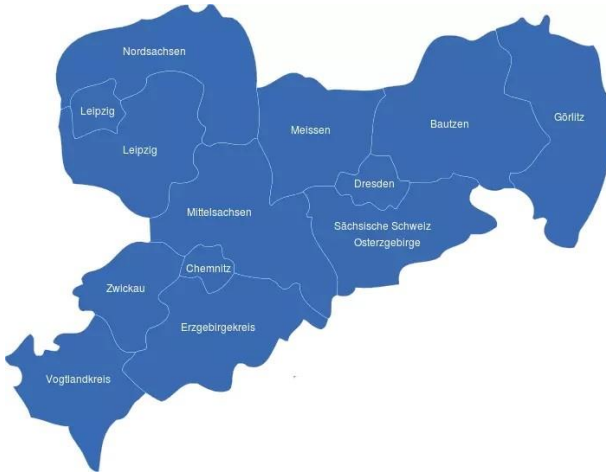 Nordsachsen
Leipzig
Leipzig
Meissen
Bautzen
Görlitz
Dresden
Mittelsachsen
Sächsische Schweiz
Osterzgebirge
Chemnitz
Zwickau
Erzgebirgekreis
Vogtlandkreis